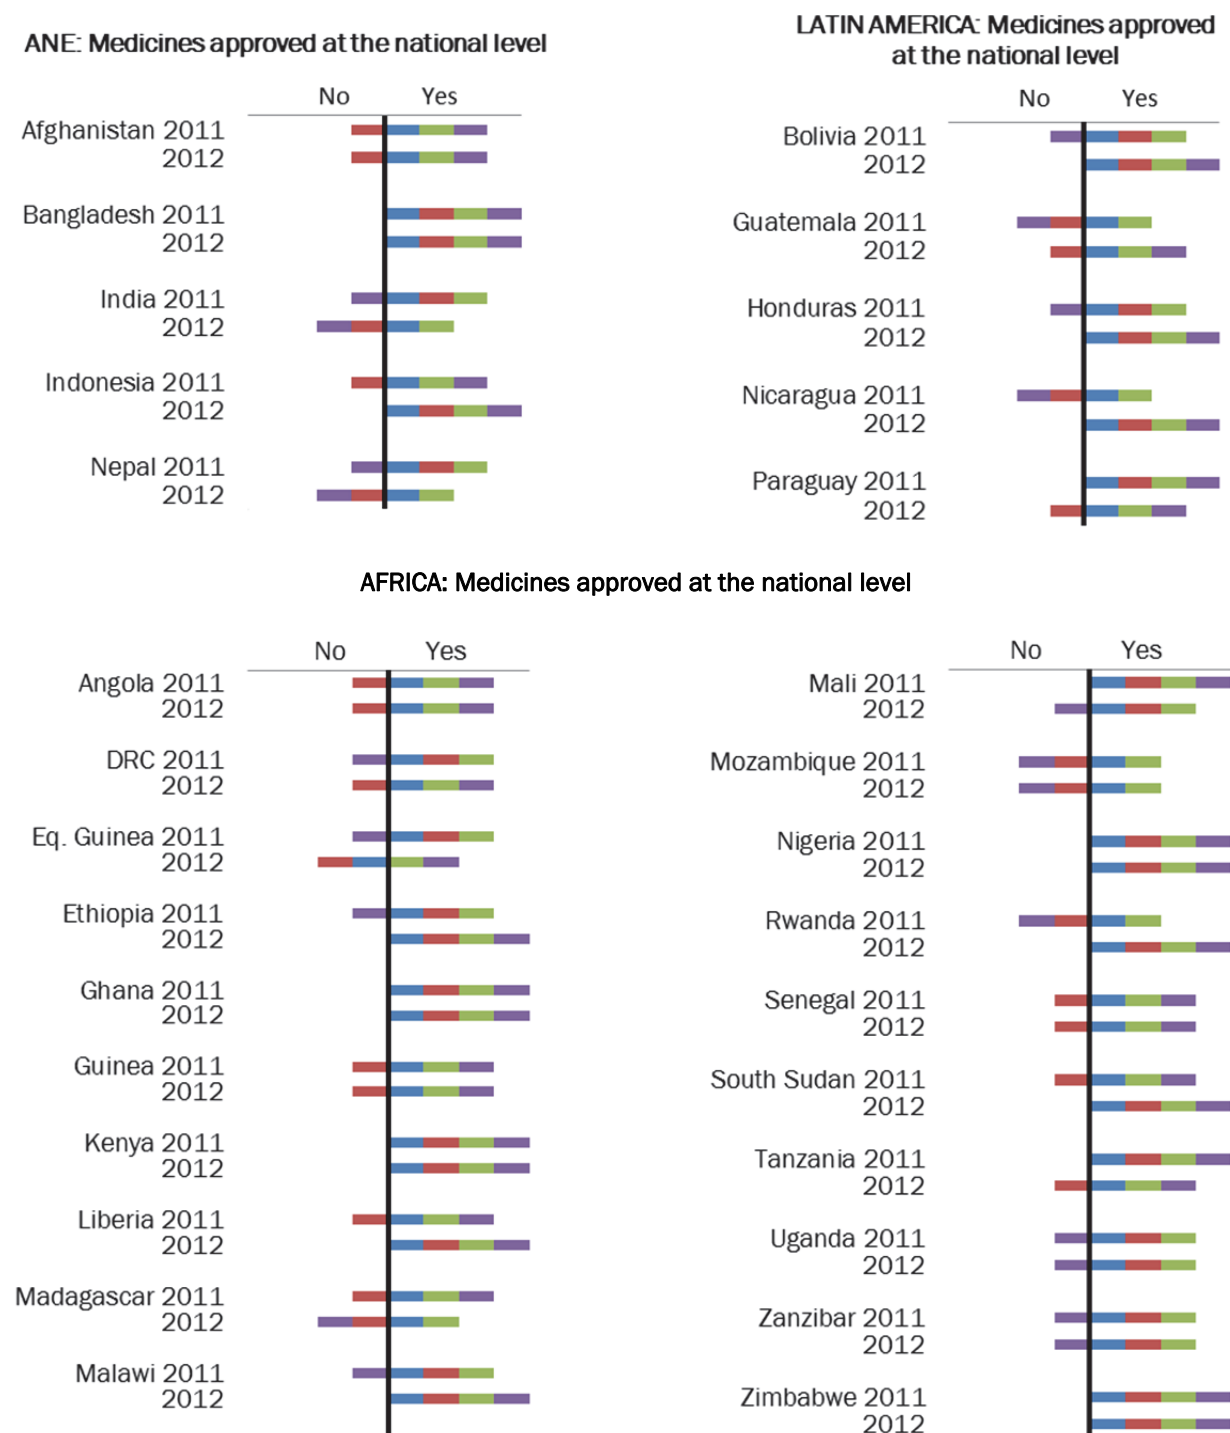 ANE: Medicines approved at the national level
No Yes
Afghanistan 2011
2012
Bangladesh 2011
2012
India 2011
2012
Indonesia 2011
2012
Nepal 2011
2012
LATIN AMERICA: Medicines approved
at the national level
No Yes
Bolivia 2011
2012
Guatemala 2011
2012
Honduras 2011
2012
Nicaragua 2011
2012
Paraguay 2011
2012
AFRICA: Medicines approved at the national level
No Yes
Angola 2011
2012
DRC 2011
2012
Eq. Guinea 2011
2012
Ethiopia 2011
2012
Ghana 2011
2012
Guinea 2011
2012
Kenya 2011
2012
Liberia 2011
2012
Madagascar 2011
2012
Malawi 2011
2012
No Yes
Mali 2011
2012
Mozambique 2011
2012
Nigeria 2011
2012
Rwanda 2011
2012
Senegal 2011
2012
South Sudan 2011
2012
Tanzania 2011
2012
Uganda 2011
2012
Zanzibar 2011
2012
Zimbabwe 2011
2012